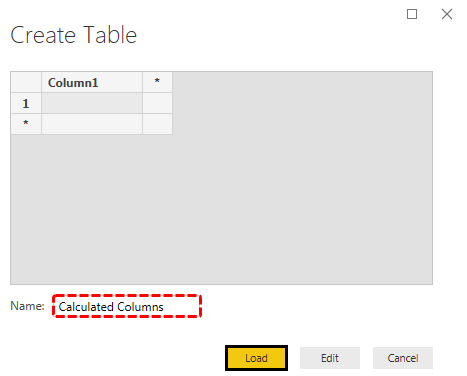 Create Table
Column1 *
1
*
Name: Calculated Columns
Load Edit Cancel